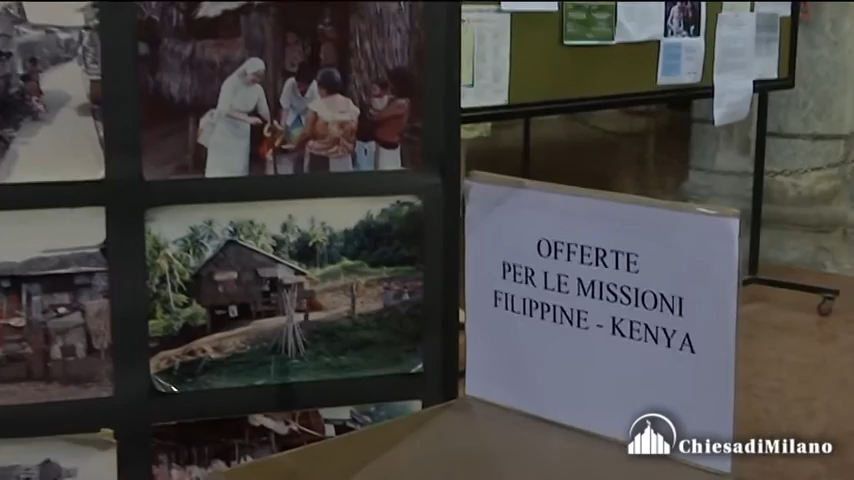 OFFERTE
PER LE MISSIONI
FILIPPINE - KENYA
ChiesadiMilano